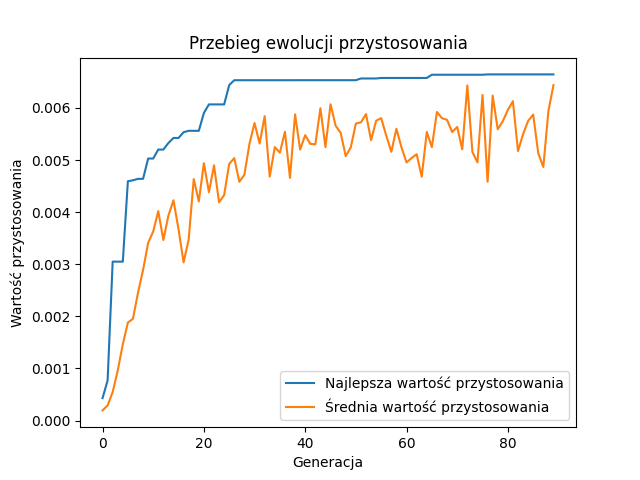 Przebieg ewolucji przystosowania
Wartość przystosowania
0.006
0.005
0.004
0.003
0.002
0.001
0.000
Najlepsza wartość przystosowania
Średnia wartość przystosowania
0
20
40
60
80
Generacja